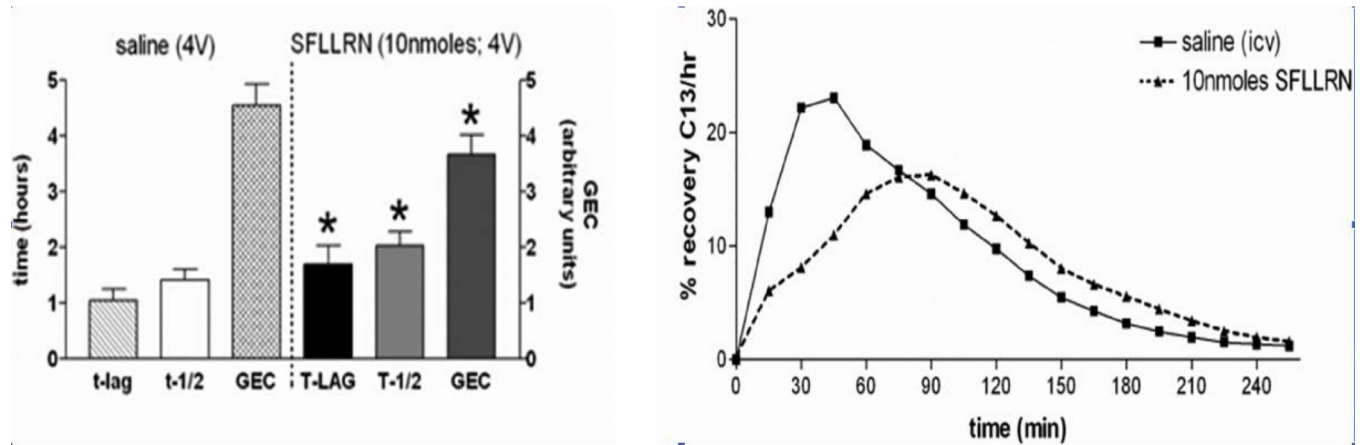 saline (4V)
SFLLRN (10nmoles; 4V)
time (hours)
5
4
3
2
1
0
*
*
*
5
4
3
2
1
0
GEC
(arbitrary units)
t-lag
t-1/2
GEC
T-LAG
T-1/2
GEC
% recovery C13/hr
30
20
10
0
saline (icv)
10nmoles SFLLRN
0
30
60
90
120
150
180
210
240
time (min)